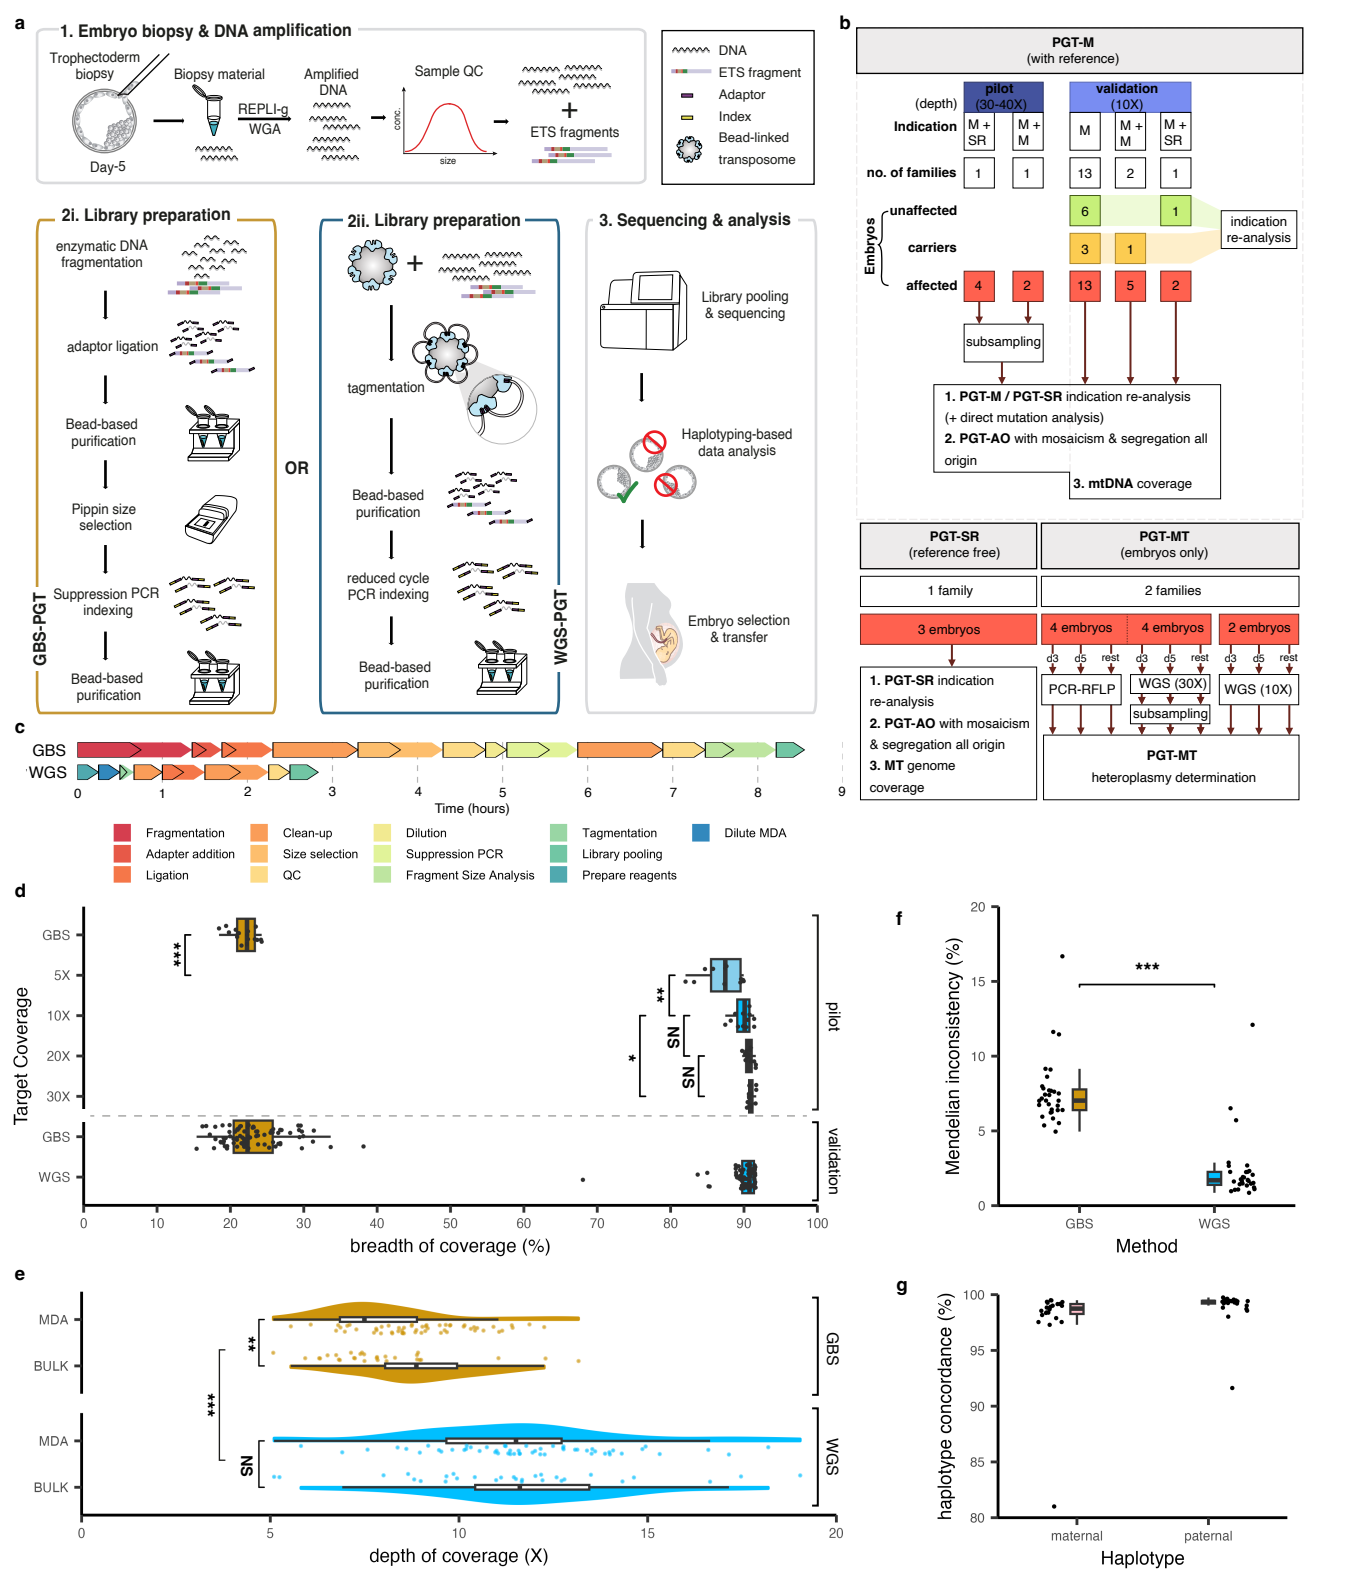 a
1. Embryo biopsy & DNA amplification
Trophectoderm
biopsy
Biopsy material
Amplified
DNA
Sample QC
REPLI-g
WGA
conc.
size
+
ETS fragments
Day-5
DNA
ETS fragment
Adaptor
Index
Bead-linked
transposome
2i. Library preparation
enzymatic DNA
fragmentation
adaptor ligation
Bead-based
purification
Pippin size
selection
Suppression PCR
indexing
Bead-based
purification
GBS-PGT
OR
2ii. Library preparation
+
tagmentation
Bead-based
purification
reduced cycle
PCR indexing
Bead-based
purification
WGS-PGT
3. Sequencing & analysis
Library pooling
& sequencing
Haplotyping-based
data analysis
Embryo selection
& transfer
b
PGT-M
(with reference)
pilot
(30-40X)
validation
(10X)
(depth)
Indication
M +
SR
M +
M
M
M +
M
M +
SR
no. of families
1
1
13
2
1
Embryos
unaffected
6
1
carriers
3
1
affected
4
2
13
5
2
indication
re-analysis
subsampling
1. PGT-M / PGT-SR indication re-analysis
(+ direct mutation analysis)
2. PGT-AO with mosaicism & segregation all
origin
3. mtDNA coverage
PGT-SR
(reference free)
PGT-MT
(embryos only)
1 family
2 families
3 embryos
4 embryos
4 embryos
2 embryos
d3 d5 rest
d3 d5 rest
d3 d5 rest
PCR-RFLP
WGS (30X)
WGS (10X)
subsampling
1. PGT-SR indication
re-analysis
2. PGT-AO with mosaicism
& segregation all origin
3. MT genome
coverage
PGT-MT
heteroplasmy determination
c
GBS
WGS
0 1 2 3 4 5 6 7 8 9
Time (hours)
Fragmentation
Clean-up
Dilution
Tagmentation
Dilute MDA
Adapter addition
Size selection
Suppression PCR
Library pooling
Ligation
QC
Fragment Size Analysis
Prepare reagents
d
Target Coverage
GBS
5X
10X
20X
30X
GBS
WGS
***
**
NS
*
NS
pilot
validation
0 10 20 30 40 50 60 70 80 90 100
breadth of coverage (%)
e
MDA
BULK
MDA
BULK
**
***
NS
GBS
WGS
0 5 10 15 20
depth of coverage (X)
f
Mendelian inconsistency (%)
20
15
10
5
0
***
GBS WGS
Method
g
haplotype concordance (%)
100
95
90
85
80
maternal paternal
Haplotype